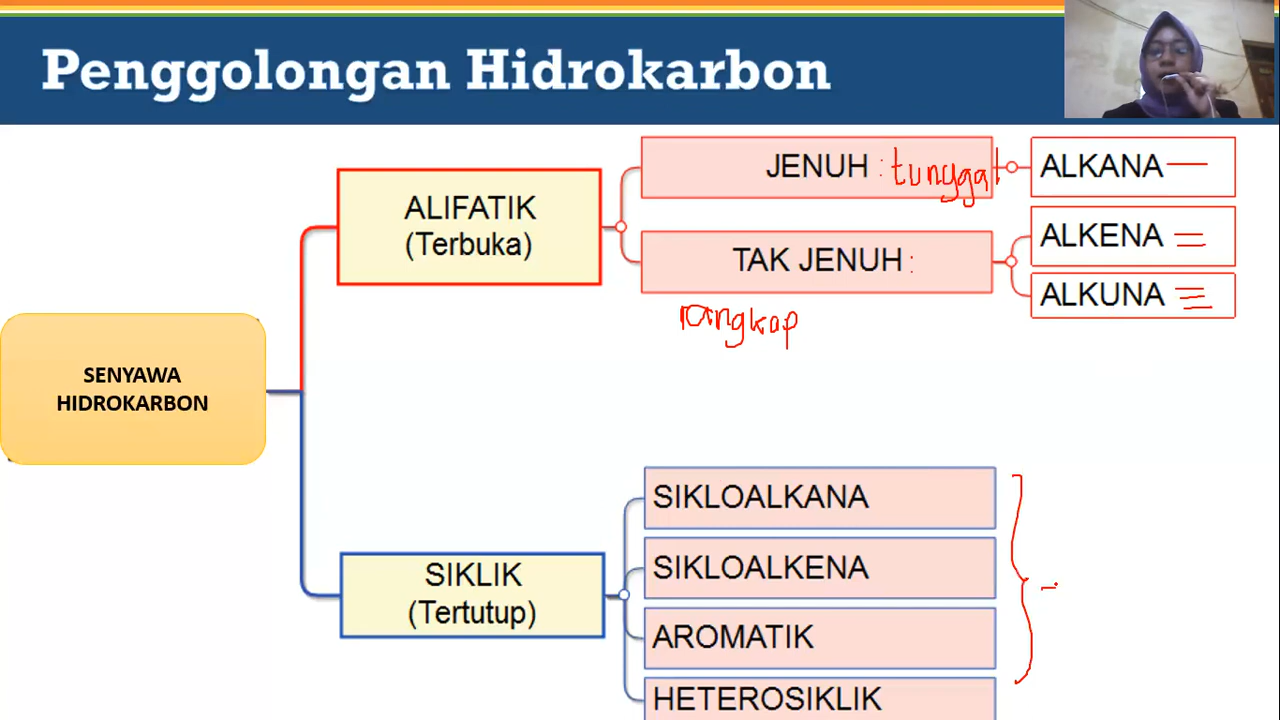 Penggolongan Hidrokarbon
JENUH : tunggal
ALKANA —
ALIFATIK
(Terbuka)
ALKENA =
TAK JENUH :
ALKUNA ≡
rangkap
SENYAWA
HIDROKARBON
SIKLOALKANA
SIKLOALKENA
SIKLIK
(Tertutup)
AROMATIK
HETEROSIKLIK